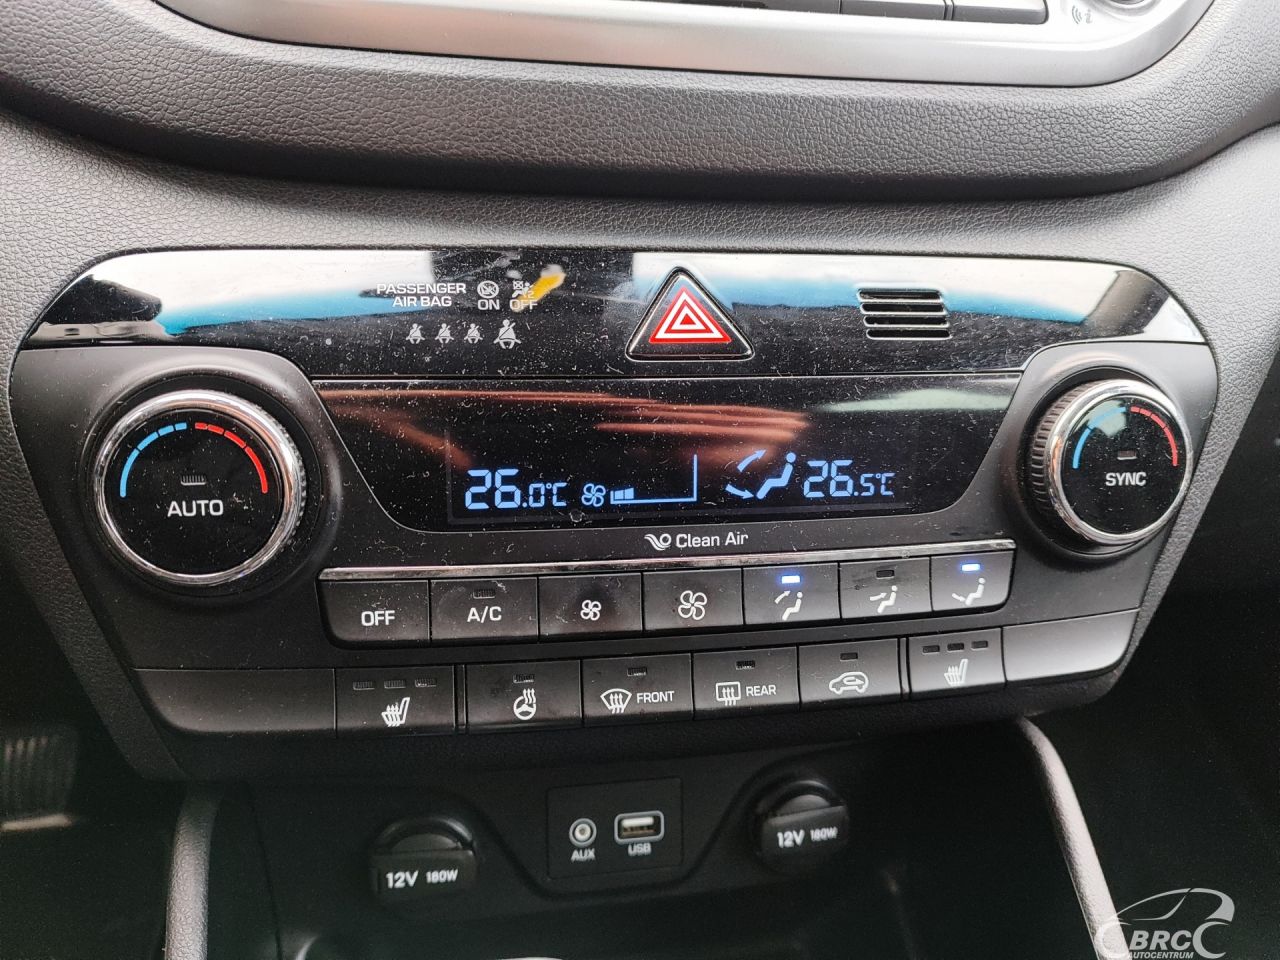 PASSENGER
AIR BAG
ON
OFF
AUTO
26.0°C
26.5°C
SYNC
Clean Air
OFF
A/C
FRONT
REAR
12V 180W
AUX
USB
12V 180W
BRC
AUTOCENTRUM